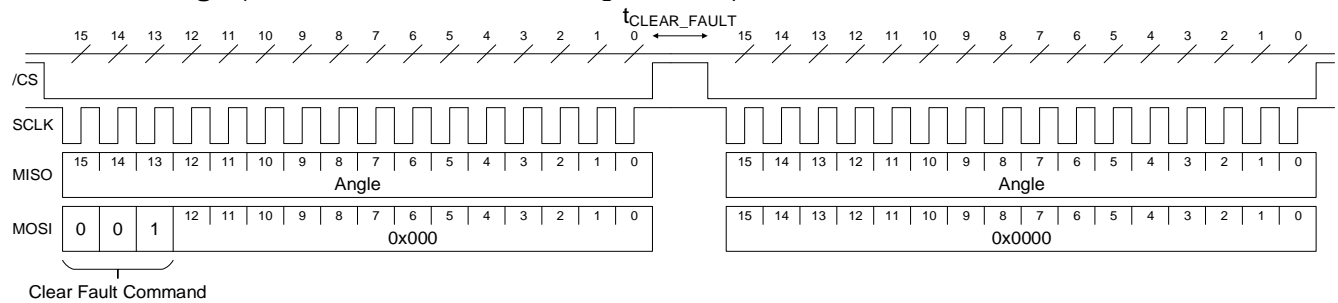 tCLEAR_FAULT
15 14 13 12 11 10 9 8 7 6 5 4 3 2 1 0 15 14 13 12 11 10 9 8 7 6 5 4 3 2 1 0
/CS
SCLK
15 14 13 12 11 10 9 8 7 6 5 4 3 2 1 0 15 14 13 12 11 10 9 8 7 6 5 4 3 2 1 0
MISO
Angle Angle
12 11 10 9 8 7 6 5 4 3 2 1 0 15 14 13 12 11 10 9 8 7 6 5 4 3 2 1 0
MOSI 0 0 1
0x000 0x0000
Clear Fault Command